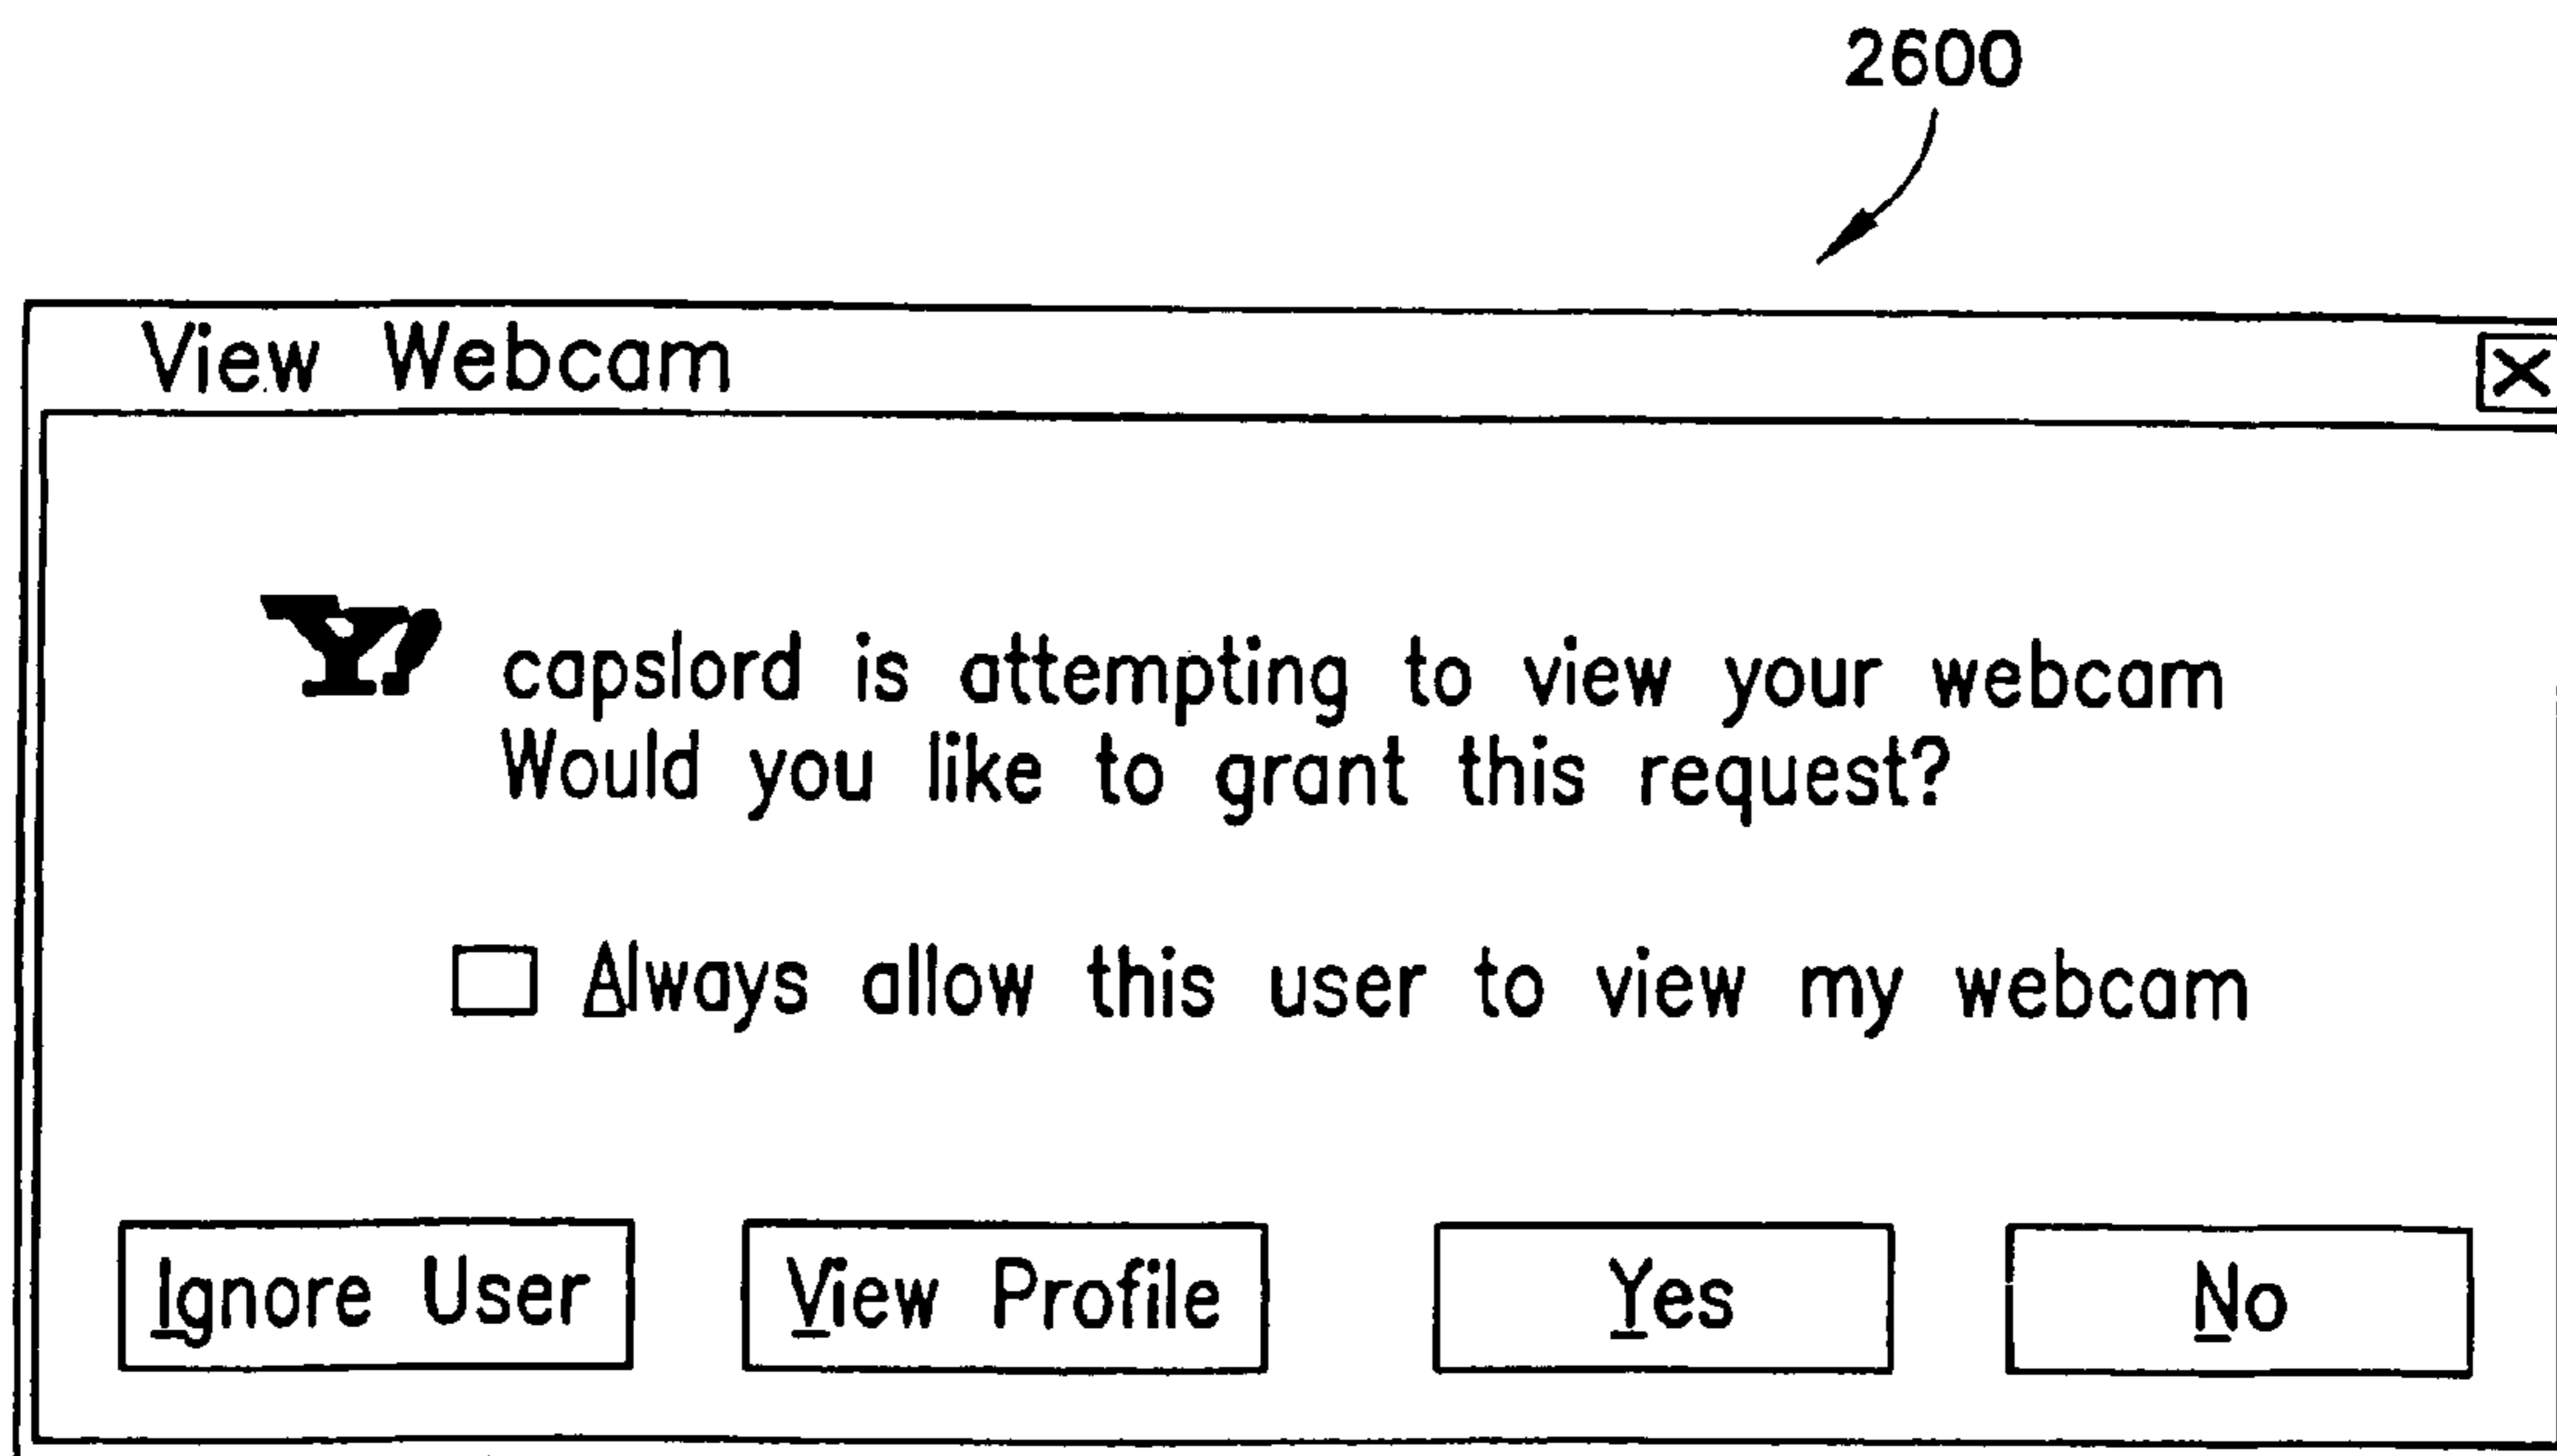 2600
View Webcam X
Y! capslord is attempting to view your webcam
Would you like to grant this request?
Always allow this user to view my webcam
Ignore User View Profile Yes No